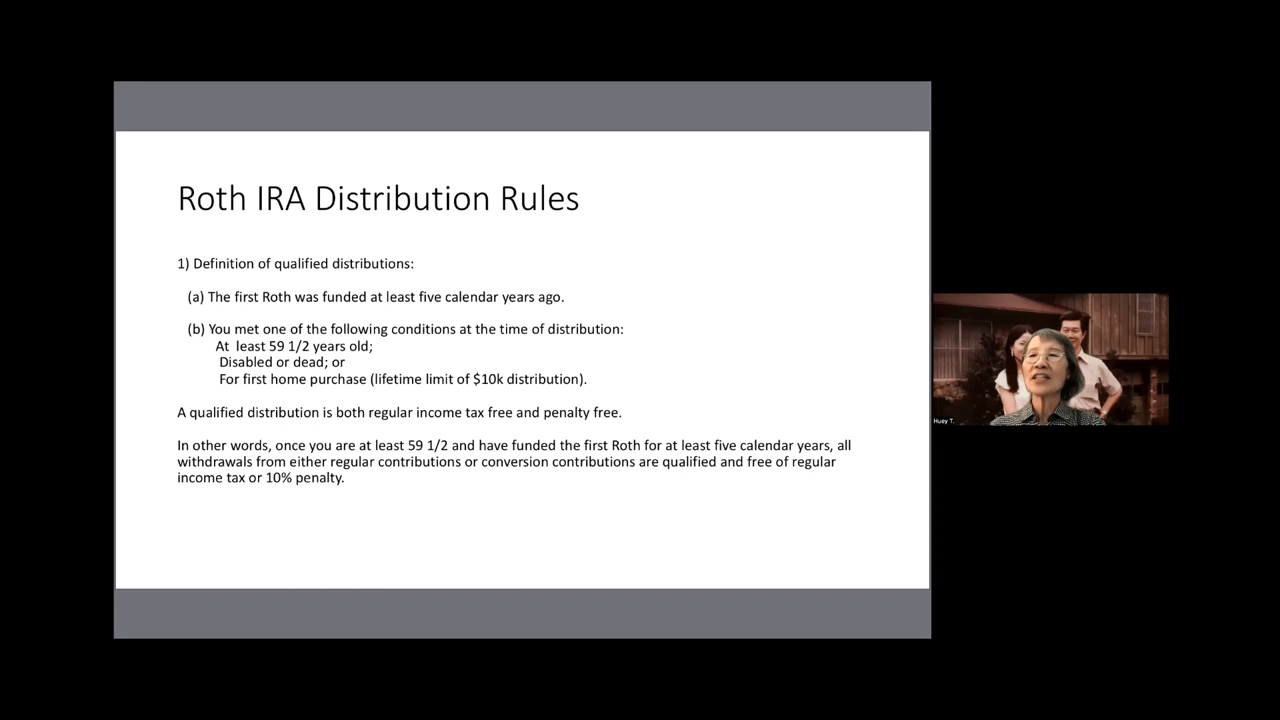 Roth IRA Distribution Rules
1) Definition of qualified distributions:
(a) The first Roth was funded at least five calendar years ago.
(b) You met one of the following conditions at the time of distribution:
At least 59 1/2 years old;
Disabled or dead; or
For first home purchase (lifetime limit of $10k distribution).
A qualified distribution is both regular income tax free and penalty free.
In other words, once you are at least 59 1/2 and have funded the first Roth for at least five calendar years, all
withdrawals from either regular contributions or conversion contributions are qualified and free of regular
income tax or 10% penalty.
Huey T.